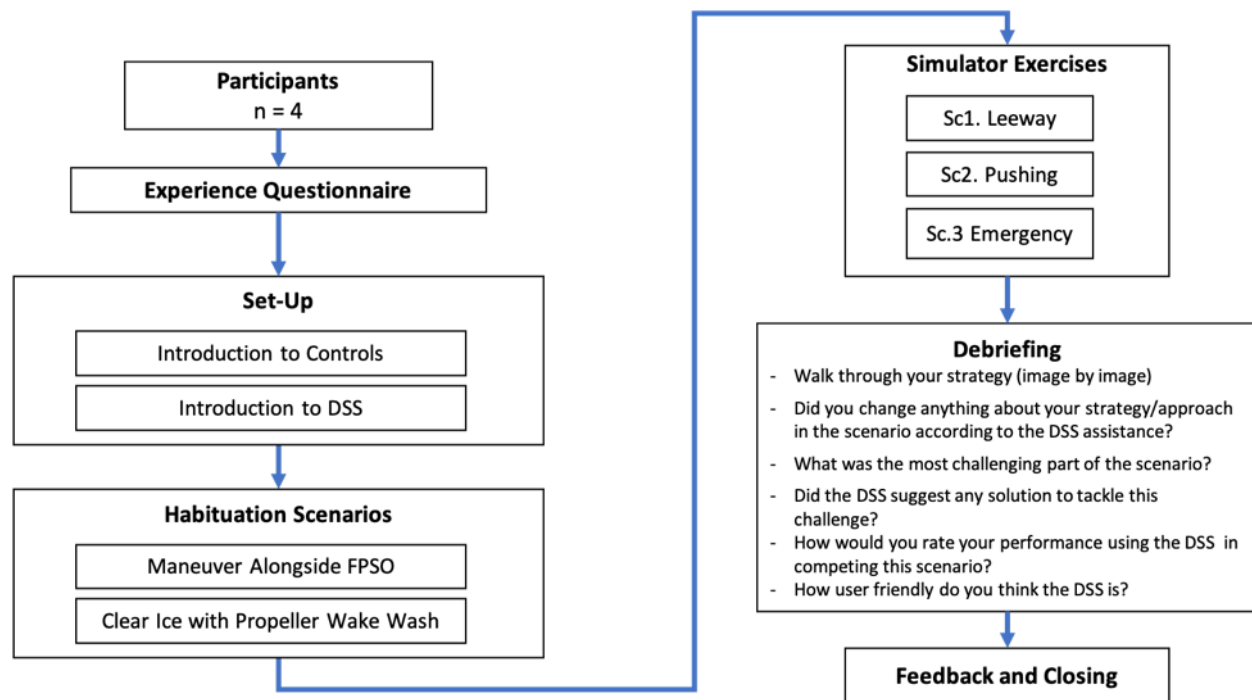 Participants
n = 4
Experience Questionnaire
Set-Up
Introduction to Controls
Introduction to DSS
Habituation Scenarios
Maneuver Alongside FPSO
Clear Ice with Propeller Wake Wash
Simulator Exercises
Sc1. Leeway
Sc2. Pushing
Sc.3 Emergency
Debriefing
- Walk through your strategy (image by image)
- Did you change anything about your strategy/approach
in the scenario according to the DSS assistance?
- What was the most challenging part of the scenario?
- Did the DSS suggest any solution to tackle this
challenge?
- How would you rate your performance using the DSS in
competing this scenario?
- How user friendly do you think the DSS is?
Feedback and Closing